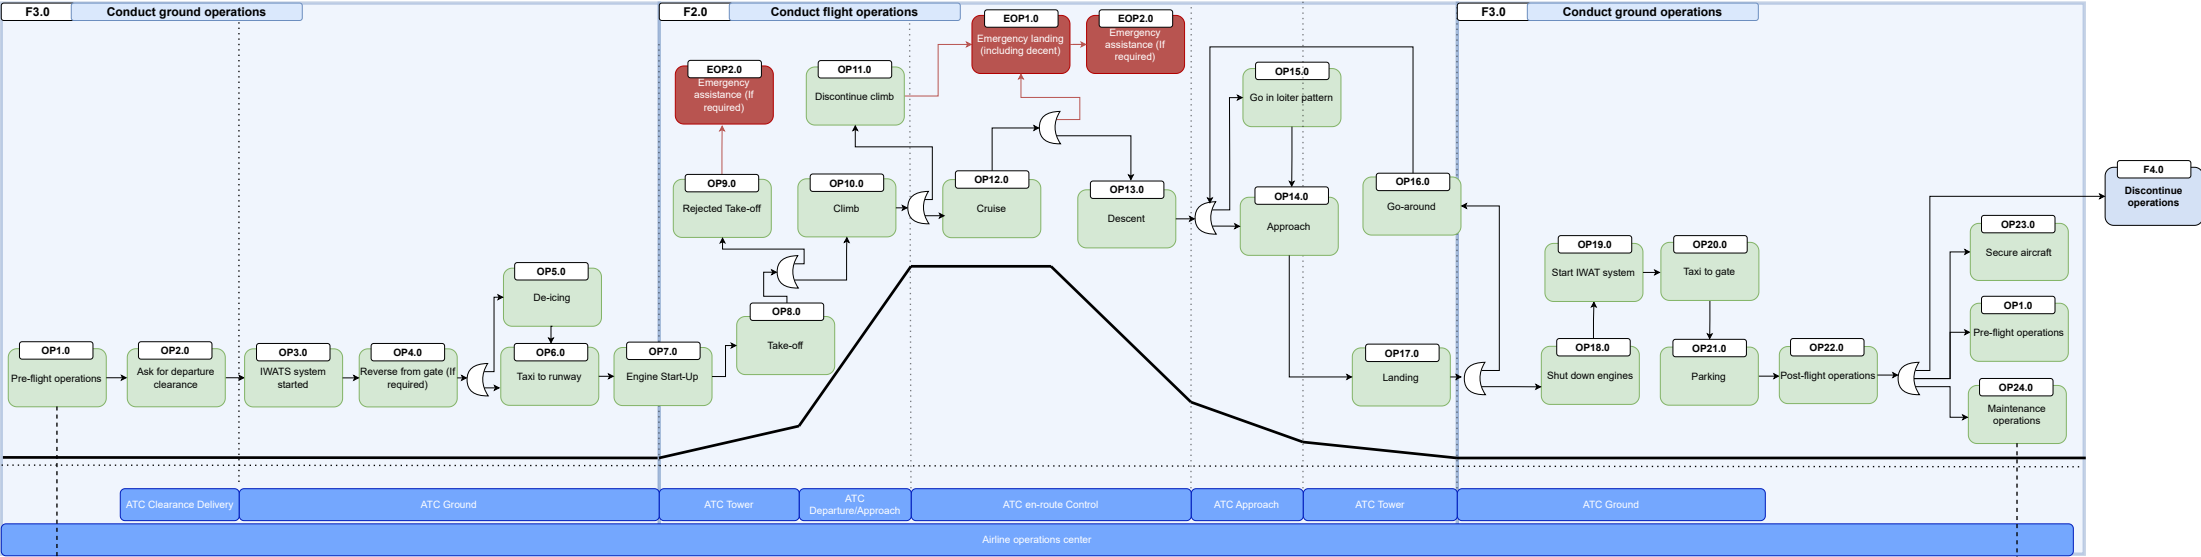 F3.0
Conduct ground operations
F2.0
Conduct flight operations
F3.0
Conduct ground operations
EOP1.0
Emergency landing
(including decent)
EOP2.0
Emergency
assistance (If
required)
EOP2.0
Emergency
assistance (If
required)
OP11.0
Discontinue climb
OP15.0
Go in loiter pattern
F4.0
Discontinue
operations
OP9.0
Rejected Take-off
OP10.0
Climb
OP12.0
Cruise
OP13.0
Descent
OP14.0
Approach
OP16.0
Go-around
OP23.0
Secure aircraft
OP19.0
Start IWAT system
OP20.0
Taxi to gate
OP5.0
De-icing
OP8.0
Take-off
OP1.0
Pre-flight operations
OP1.0
Pre-flight operations
OP2.0
Ask for departure
clearance
OP3.0
IWATS system
started
OP4.0
Reverse from gate (If
required)
OP6.0
Taxi to runway
OP7.0
Engine Start-Up
OP17.0
Landing
OP18.0
Shut down engines
OP21.0
Parking
OP22.0
Post-flight operations
OP24.0
Maintenance
operations
ATC Clearance Delivery
ATC Ground
ATC Tower
ATC
Departure/Approach
ATC en-route Control
ATC Approach
ATC Tower
ATC Ground
Airline operations center